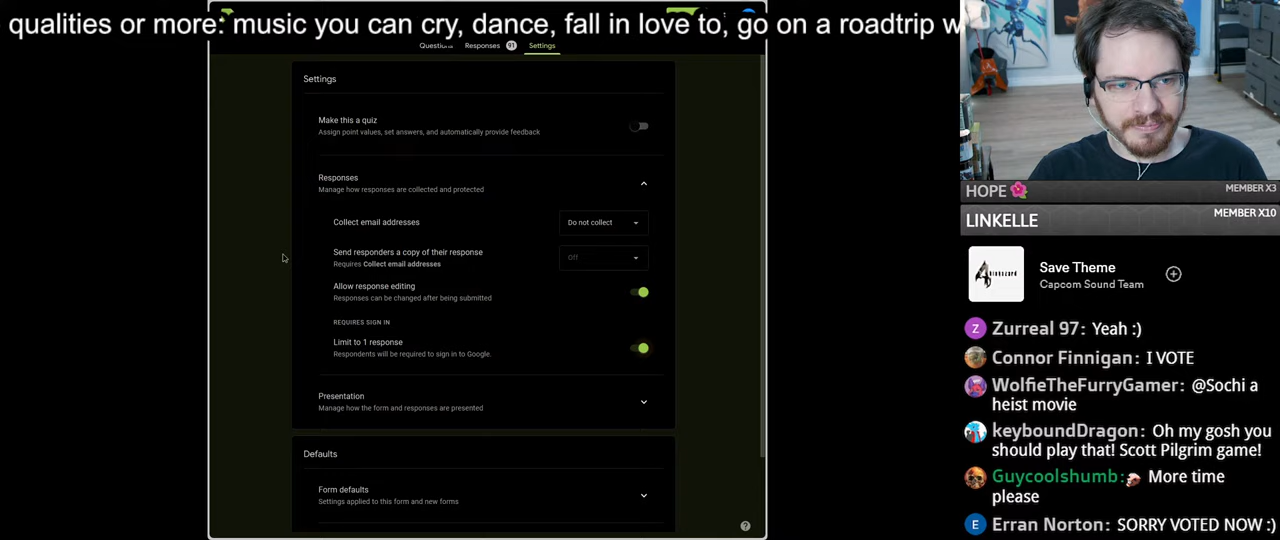 qualities or more: music you can cry, dance, fall in love to, go on a roadtrip w
Questions
Responses 91
Settings
Settings
Make this a quiz
Assign point values, set answers, and automatically provide feedback
Responses
Manage how responses are collected and protected
Collect email addresses
Do not collect
Send responders a copy of their response
Requires Collect email addresses
Off
Allow response editing
Responses can be changed after being submitted
REQUIRES SIGN IN
Limit to 1 response
Respondents will be required to sign in to Google.
Presentation
Manage how the form and responses are presented
Defaults
Form defaults
Settings applied to this form and new forms
HOPE 🌺 MEMBER X3
LINKELLE MEMBER X10
Save Theme
Capcom Sound Team
Zurreal 97: Yeah :)
Connor Finnigan: I VOTE
WolfieTheFurryGamer: @Sochi a
heist movie
keyboundDragon: Oh my gosh you
should play that! Scott Pilgrim game!
Guycoolshumb: More time
please
Erran Norton: SORRY VOTED NOW :)